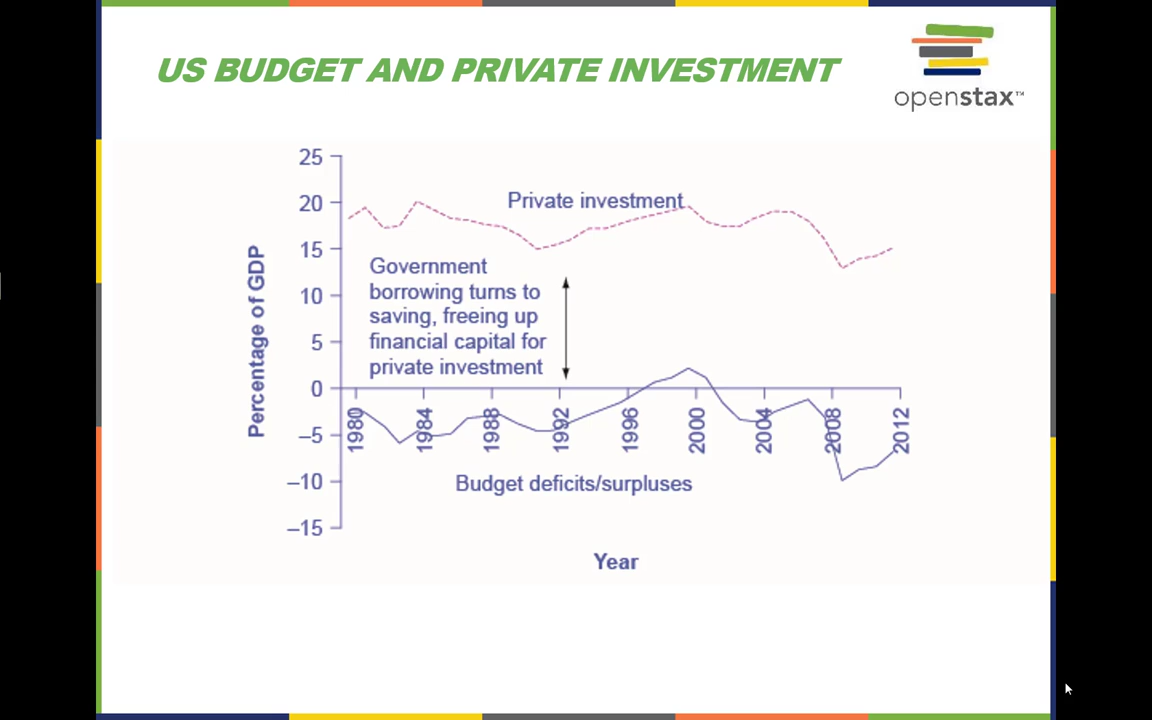 US BUDGET AND PRIVATE INVESTMENT
openstax™
25
20
15
10
5
0
–5
–10
–15
Percentage of GDP
Private investment
Government
borrowing turns to
saving, freeing up
financial capital for
private investment
1980
1984
1988
1992
1996
2000
2004
2008
2012
Budget deficits/surpluses
Year